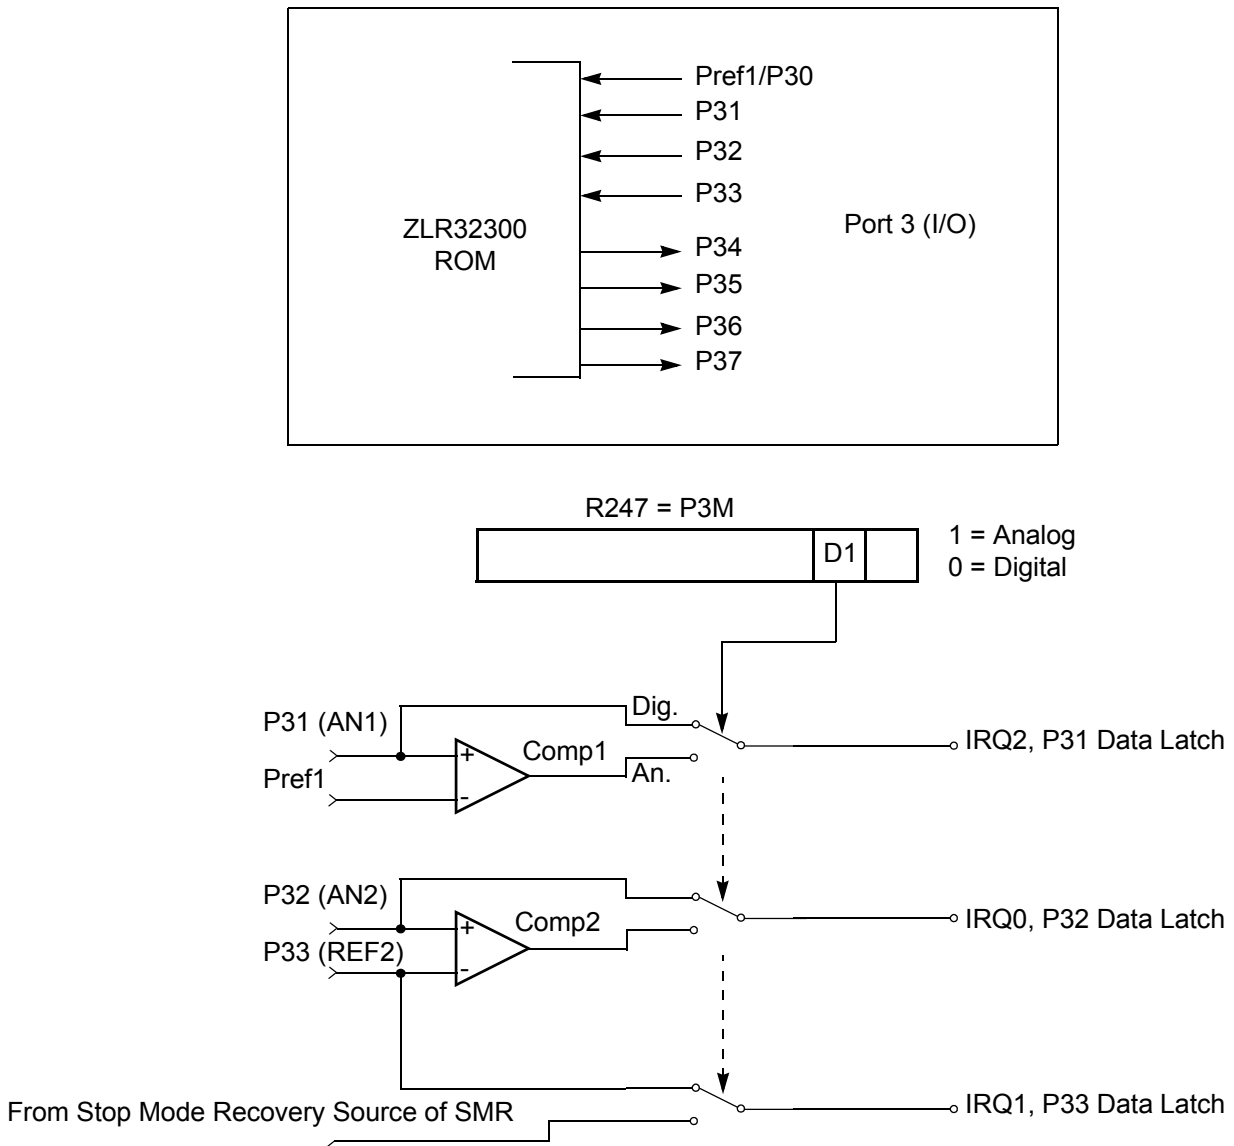 Pref1/P30
P31
P32
P33
ZLR32300
ROM
Port 3 (I/O)
P34
P35
P36
P37
R247 = P3M
D1
1 = Analog
0 = Digital
Dig.
P31 (AN1)
+
Comp1
IRQ2, P31 Data Latch
Pref1
-
An.
P32 (AN2)
+
Comp2
IRQ0, P32 Data Latch
P33 (REF2)
-
From Stop Mode Recovery Source of SMR
IRQ1, P33 Data Latch